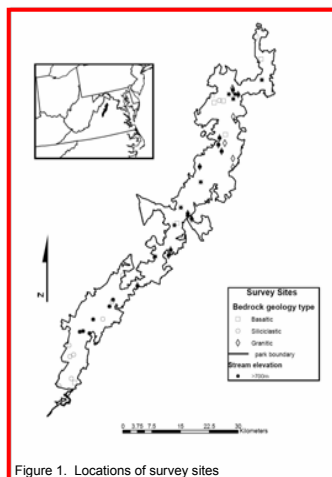 N
Survey Sites
Bedrock geology type
Basaltic
Siliciclastic
Granitic
park boundary
Stream elevation
>700m
0 3.75 7.5 15 22.5 30
Kilometers
Figure 1. Locations of survey sites